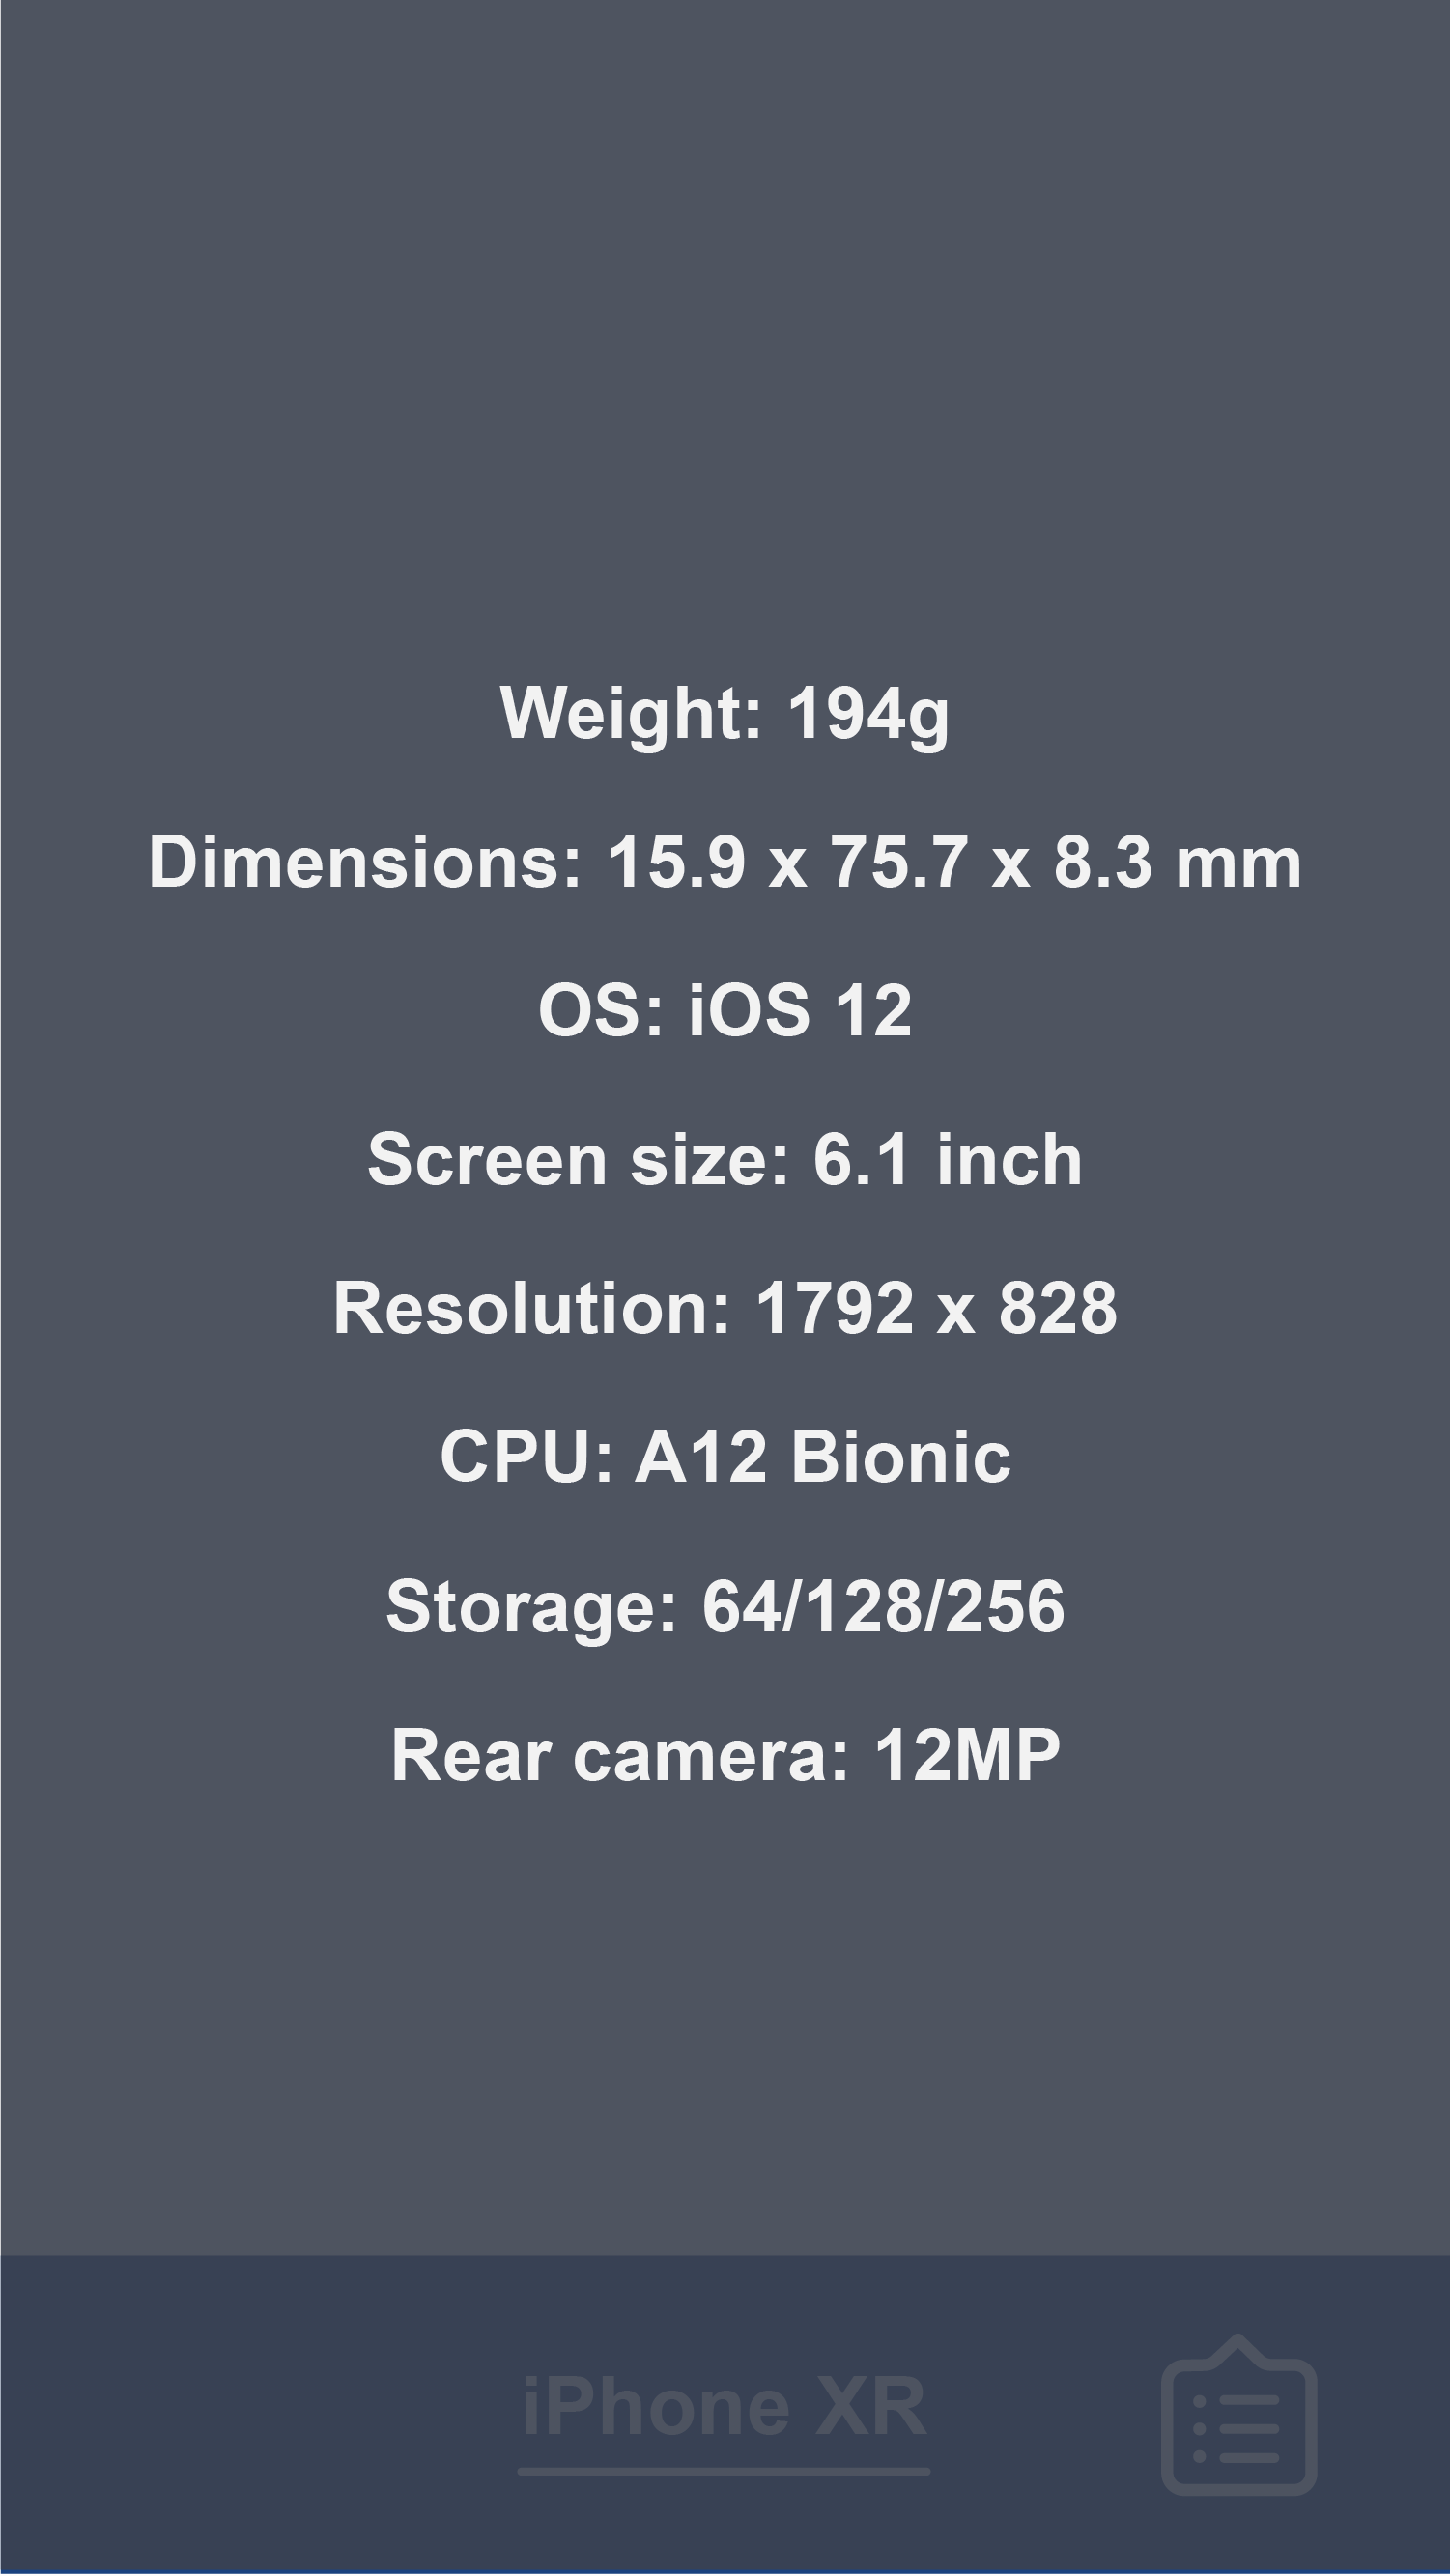 Weight: 194g
Dimensions: 15.9 x 75.7 x 8.3 mm
OS: iOS 12
Screen size: 6.1 inch
Resolution: 1792 x 828
CPU: A12 Bionic
Storage: 64/128/256
Rear camera: 12MP
iPhone XR